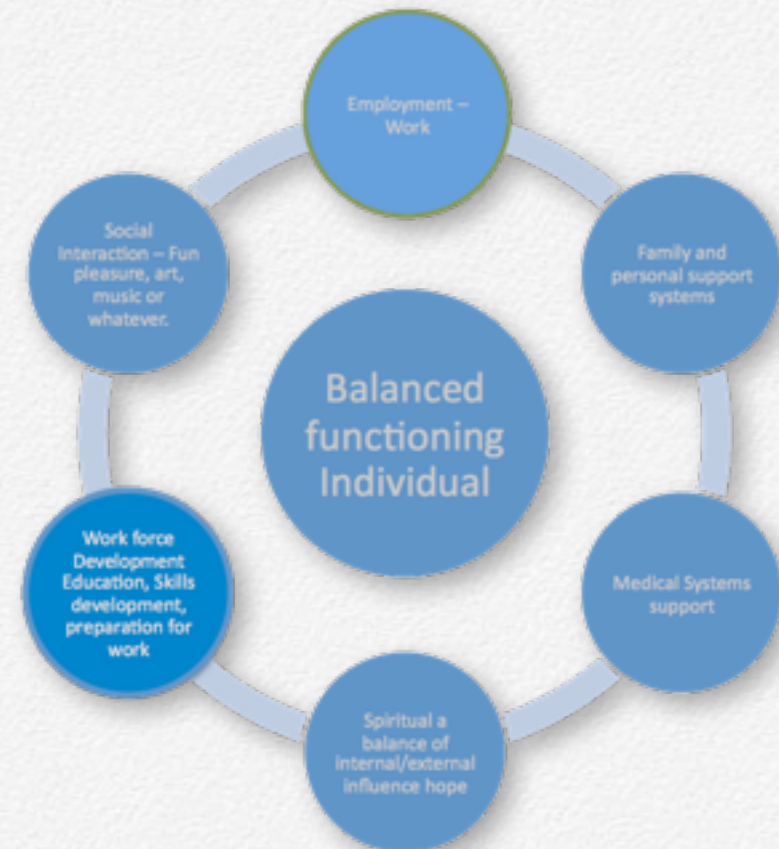 Employment –
Work
Family and
personal support
systems
Medical Systems
support
Spiritual a
balance of
internal/external
influence hope
Work force
Development
Education, Skills
development,
preparation for
work
Social
Interaction – Fun
pleasure, art,
music or
whatever.
Balanced
functioning
Individual